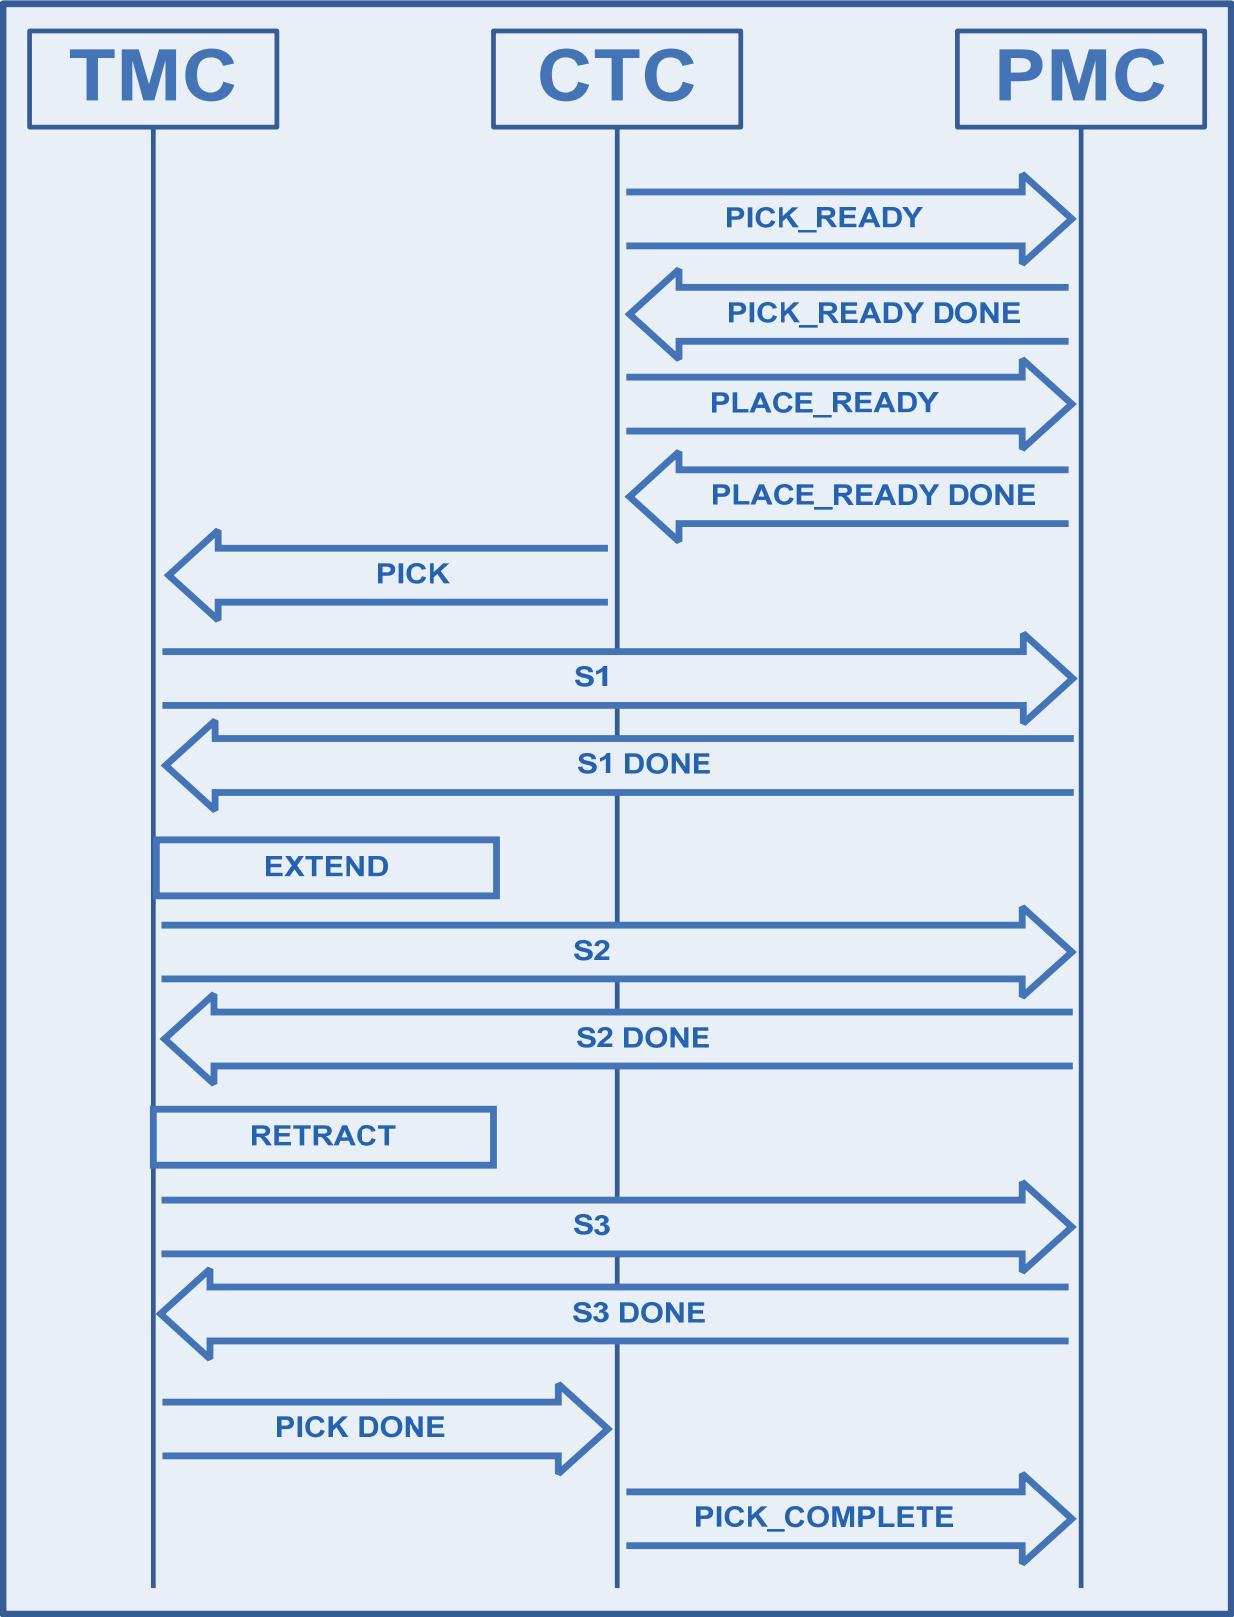 TMC
CTC
PMC
PICK_READY
PICK_READY DONE
PLACE_READY
PLACE_READY DONE
PICK
S1
S1 DONE
EXTEND
S2
S2 DONE
RETRACT
S3
S3 DONE
PICK DONE
PICK_COMPLETE